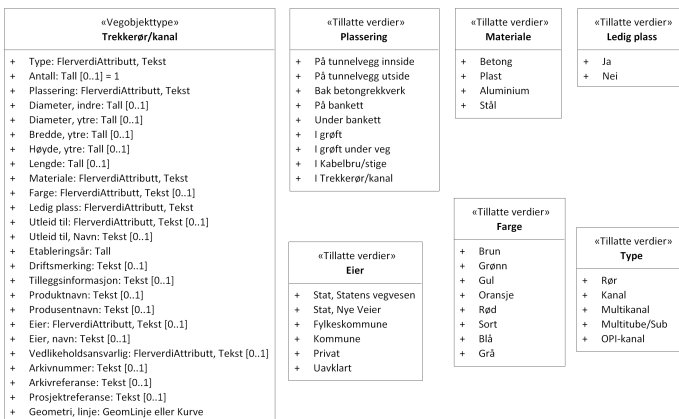 «Vegobjekttype»
Trekkerør/kanal
+ Type: FlerverdiAttributt, Tekst
+ Antall: Tall [0..1] = 1
+ Plassering: FlerverdiAttributt, Tekst
+ Diameter, indre: Tall [0..1]
+ Diameter, ytre: Tall [0..1]
+ Bredde, ytre: Tall [0..1]
+ Høyde, ytre: Tall [0..1]
+ Lengde: Tall [0..1]
+ Materiale: FlerverdiAttributt, Tekst
+ Farge: FlerverdiAttributt, Tekst [0..1]
+ Ledig plass: FlerverdiAttributt, Tekst
+ Utleid til: FlerverdiAttributt, Tekst [0..1]
+ Utleid til, Navn: Tekst [0..1]
+ Etableringsår: Tall
+ Driftsmerking: Tekst [0..1]
+ Tilleggsinformasjon: Tekst [0..1]
+ Produktnavn: Tekst [0..1]
+ Produsentnavn: Tekst [0..1]
+ Eier: FlerverdiAttributt, Tekst [0..1]
+ Eier, navn: Tekst [0..1]
+ Vedlikeholdsansvarlig: FlerverdiAttributt, Tekst [0..1]
+ Arkivnummer: Tekst [0..1]
+ Arkivreferanse: Tekst [0..1]
+ Prosjektreferanse: Tekst [0..1]
+ Geometri, linje: GeomLinje eller Kurve
«Tillatte verdier»
Plassering
+ På tunnelvegg innside
+ På tunnelvegg utside
+ Bak betongrekkverk
+ På bankett
+ Under bankett
+ I grøft
+ I grøft under veg
+ I Kabelbru/stige
+ I Trekkerør/kanal
«Tillatte verdier»
Materiale
+ Betong
+ Plast
+ Aluminium
+ Stål
«Tillatte verdier»
Ledig plass
+ Ja
+ Nei
«Tillatte verdier»
Eier
+ Stat, Statens vegvesen
+ Stat, Nye Veier
+ Fylkeskommune
+ Kommune
+ Privat
+ Uavklart
«Tillatte verdier»
Farge
+ Brun
+ Grønn
+ Gul
+ Oransje
+ Rød
+ Sort
+ Blå
+ Grå
«Tillatte verdier»
Type
+ Rør
+ Kanal
+ Multikanal
+ Multitube/Sub
+ OPI-kanal